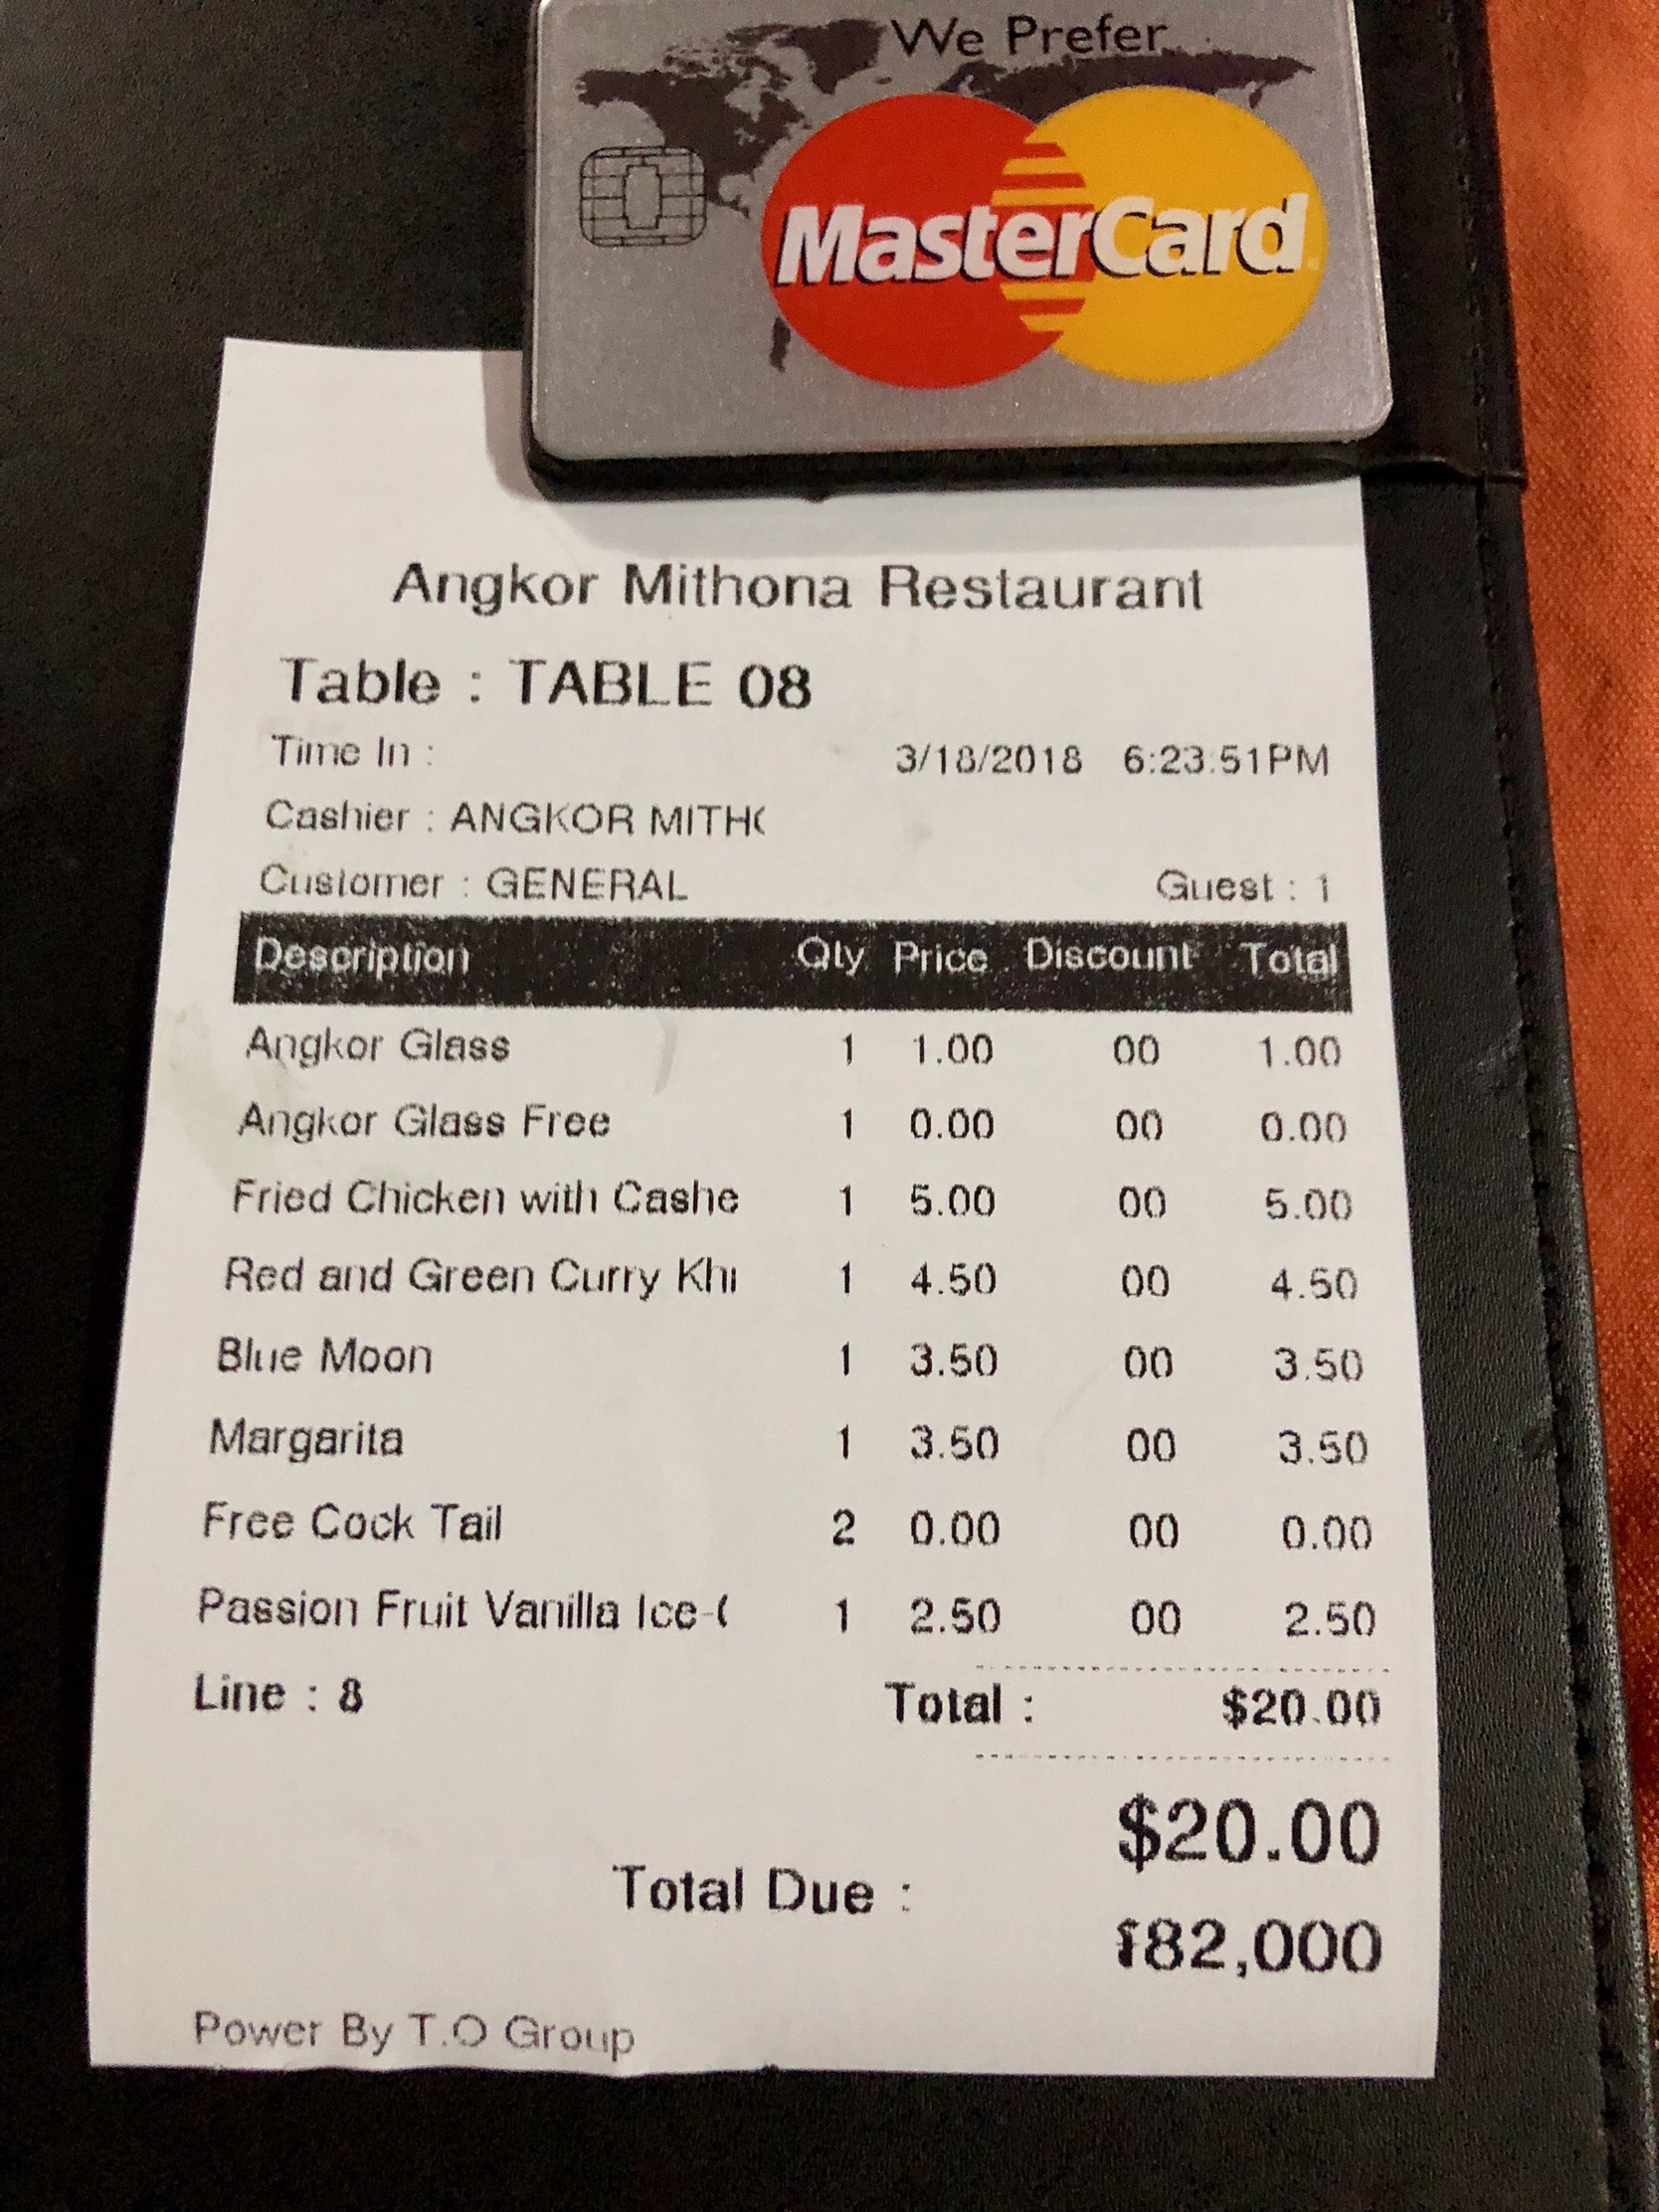 We Prefer
MasterCard
Angkor Mithona Restaurant
Table : TABLE 08
Time In : 3/18/2018 6:23:51PM
Cashier : ANGKOR MITH
Customer : GENERAL Guest : 1
Description Qty Price Discount Total
Angkor Glass 1 1.00 00 1.00
Angkor Glass Free 1 0.00 00 0.00
Fried Chicken with Cashe 1 5.00 00 5.00
Red and Green Curry Kh 1 4.50 00 4.50
Blue Moon 1 3.50 00 3.50
Margarita 1 3.50 00 3.50
Free Cock Tail 2 0.00 00 0.00
Passion Fruit Vanilla Ice- 1 2.50 00 2.50
Line : 8 Total : $20.00
$20.00
Total Due :
៛82,000
Power By T.O Group